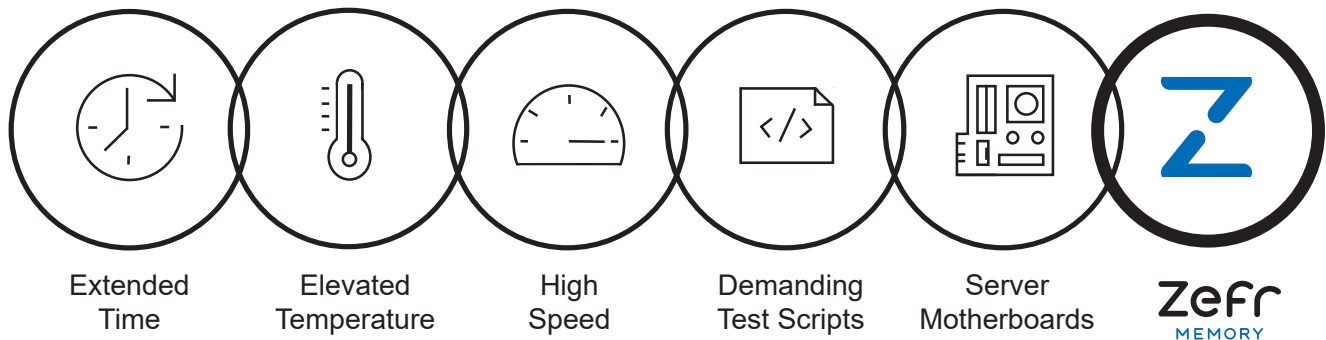 </>
Z
Extended
Time
Elevated
Temperature
High
Speed
Demanding
Test Scripts
Server
Motherboards
Zefr
MEMORY